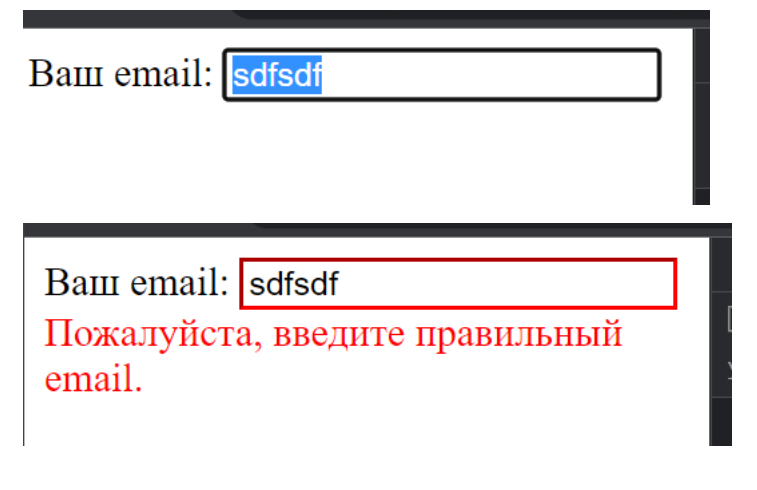 Ваш email: sdfsdf
Ваш email: sdfsdf
Пожалуйста, введите правильный
email.